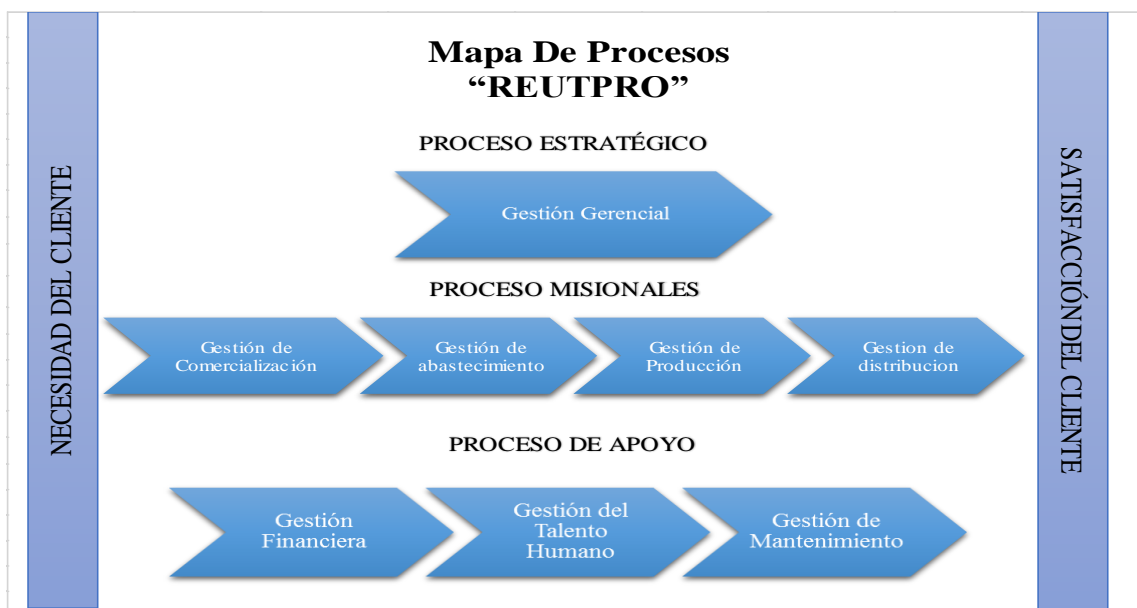 Mapa De Procesos
“REUTPRO”
NECESIDAD DEL CLIENTE
PROCESO ESTRATÉGICO
Gestión Gerencial
PROCESO MISIONALES
Gestión de
Comercialización
Gestión de
abastecimiento
Gestión de
Producción
Gestion de
distribucion
PROCESO DE APOYO
Gestión
Financiera
Gestión del
Talento
Humano
Gestión de
Mantenimiento
SATISFACCIÓN DEL CLIENTE